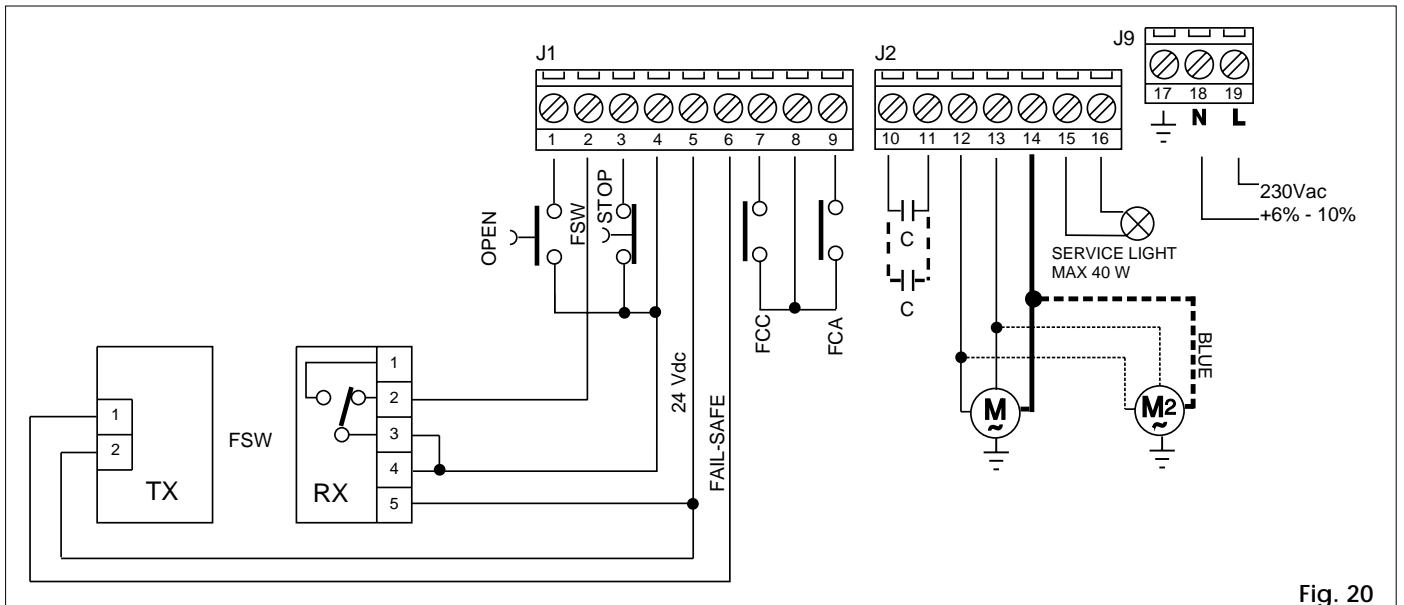 J1
J2
J9
1 2 3 4 5 6 7 8 9
10 11 12 13 14 15 16
17 18 19
N L
230Vac
+6% - 10%
OPEN
FSW
STOP
24 Vdc
FAIL-SAFE
FCC
FCA
C
C
SERVICE LIGHT
MAX 40 W
BLUE
M
~
M2
~
1
2
TX
FSW
RX
1
2
3
4
5
Fig. 20